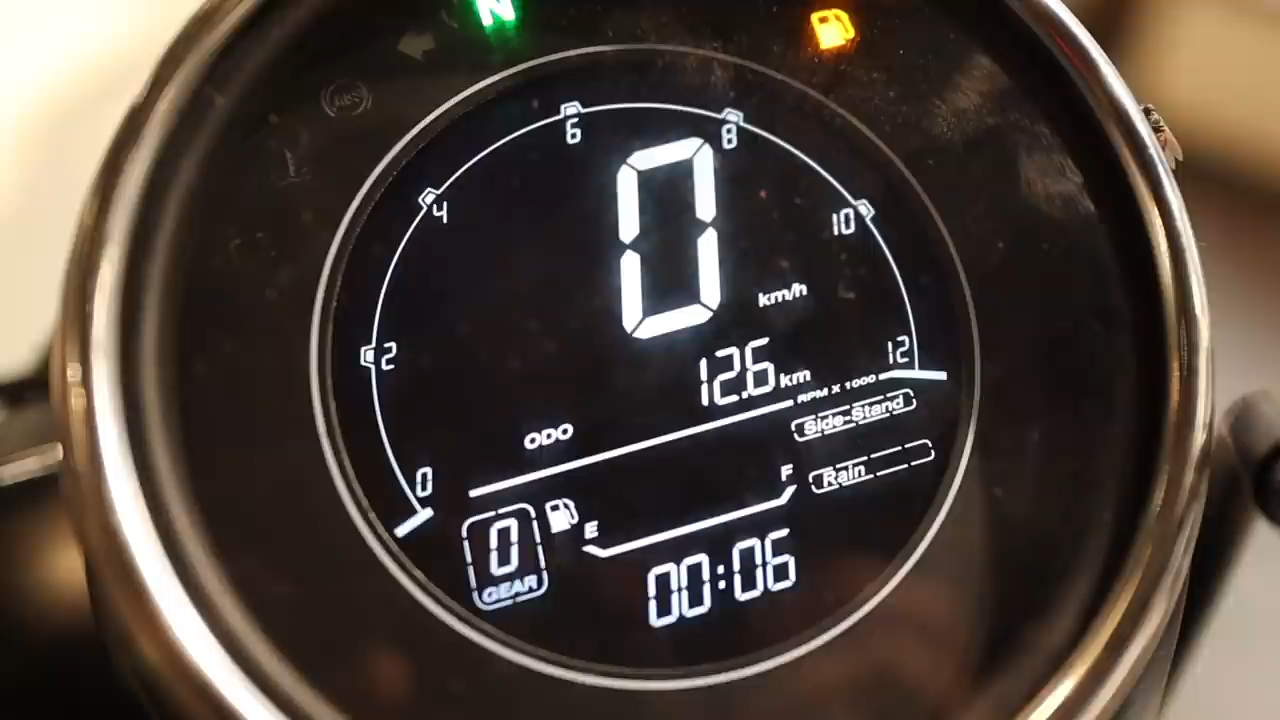 N
ABS
6
8
4
10
0
km/h
2
12
12.6 km
RPM X 1000
Side-Stand
ODO
F
Rain
0
E
0
GEAR
00:06